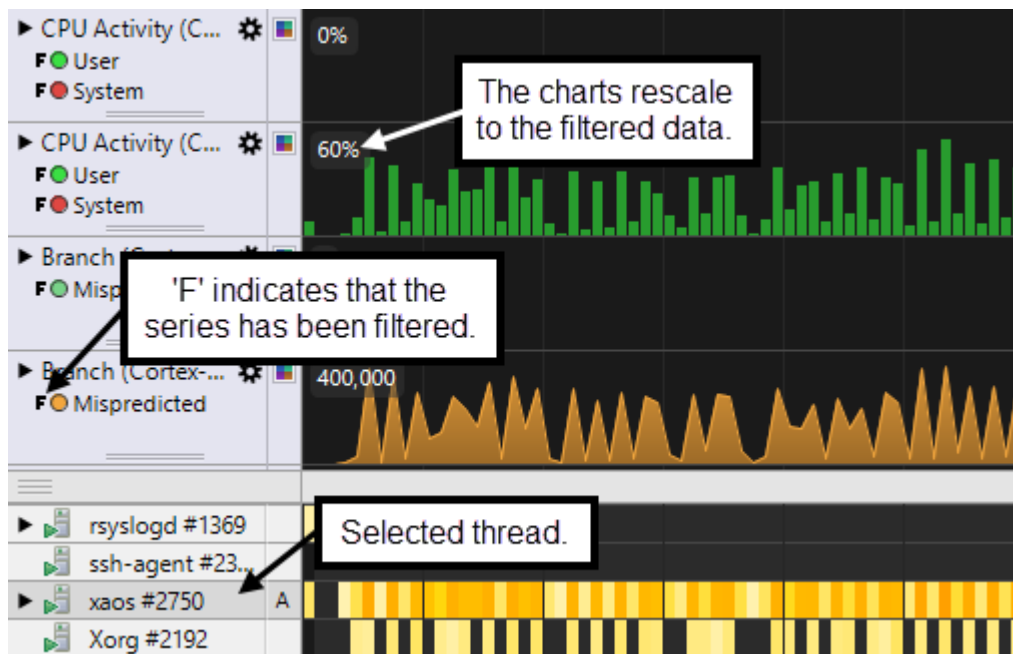 CPU Activity (C...
0%
F User
F System
The charts rescale
to the filtered data.
CPU Activity (C...
60%
F User
F System
Branch
F Misp
'F' indicates that the
series has been filtered.
Branch (Cortex-...
400,000
F Mispredicted
rsyslogd #1369
Selected thread.
ssh-agent #23...
xaos #2750 A
Xorg #2192